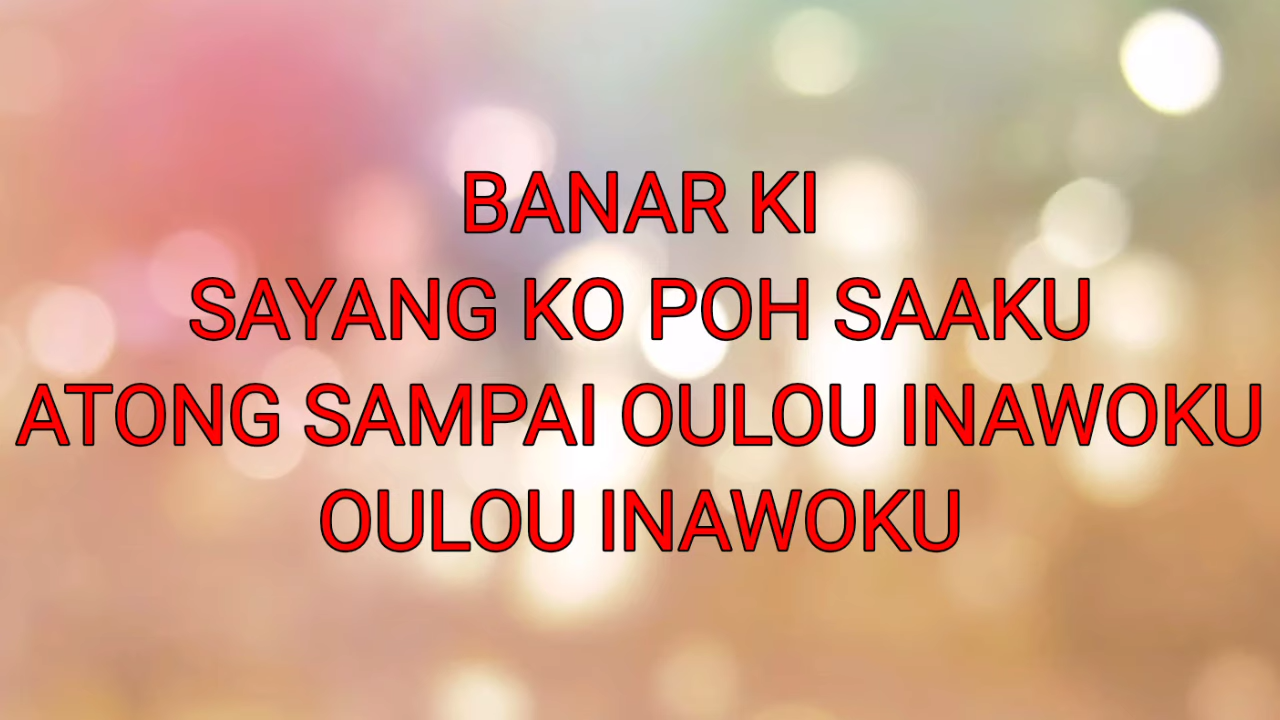 BANAR KI
SAYANG KO POH SAAKU
ATONG SAMPAI OULOU INAWOKU
OULOU INAWOKU